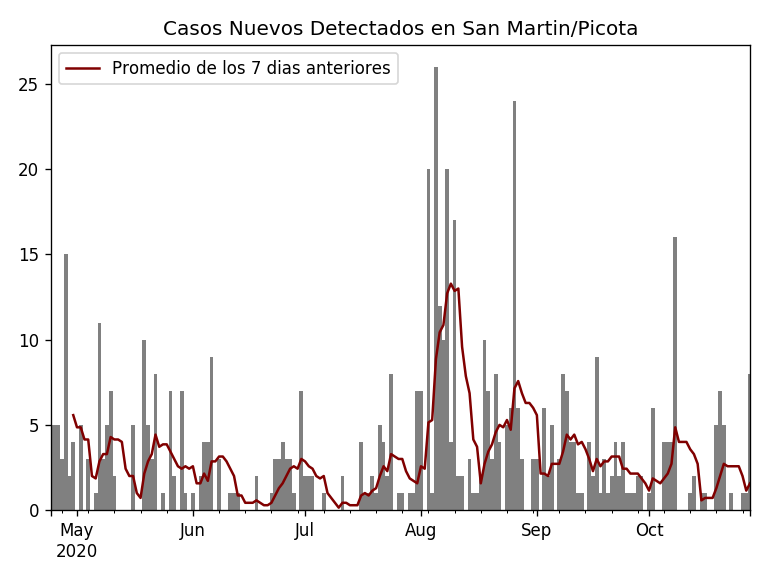 Casos Nuevos Detectados en San Martin/Picota
Promedio de los 7 dias anteriores
25
20
15
10
5
0
May Jun Jul Aug Sep Oct
2020